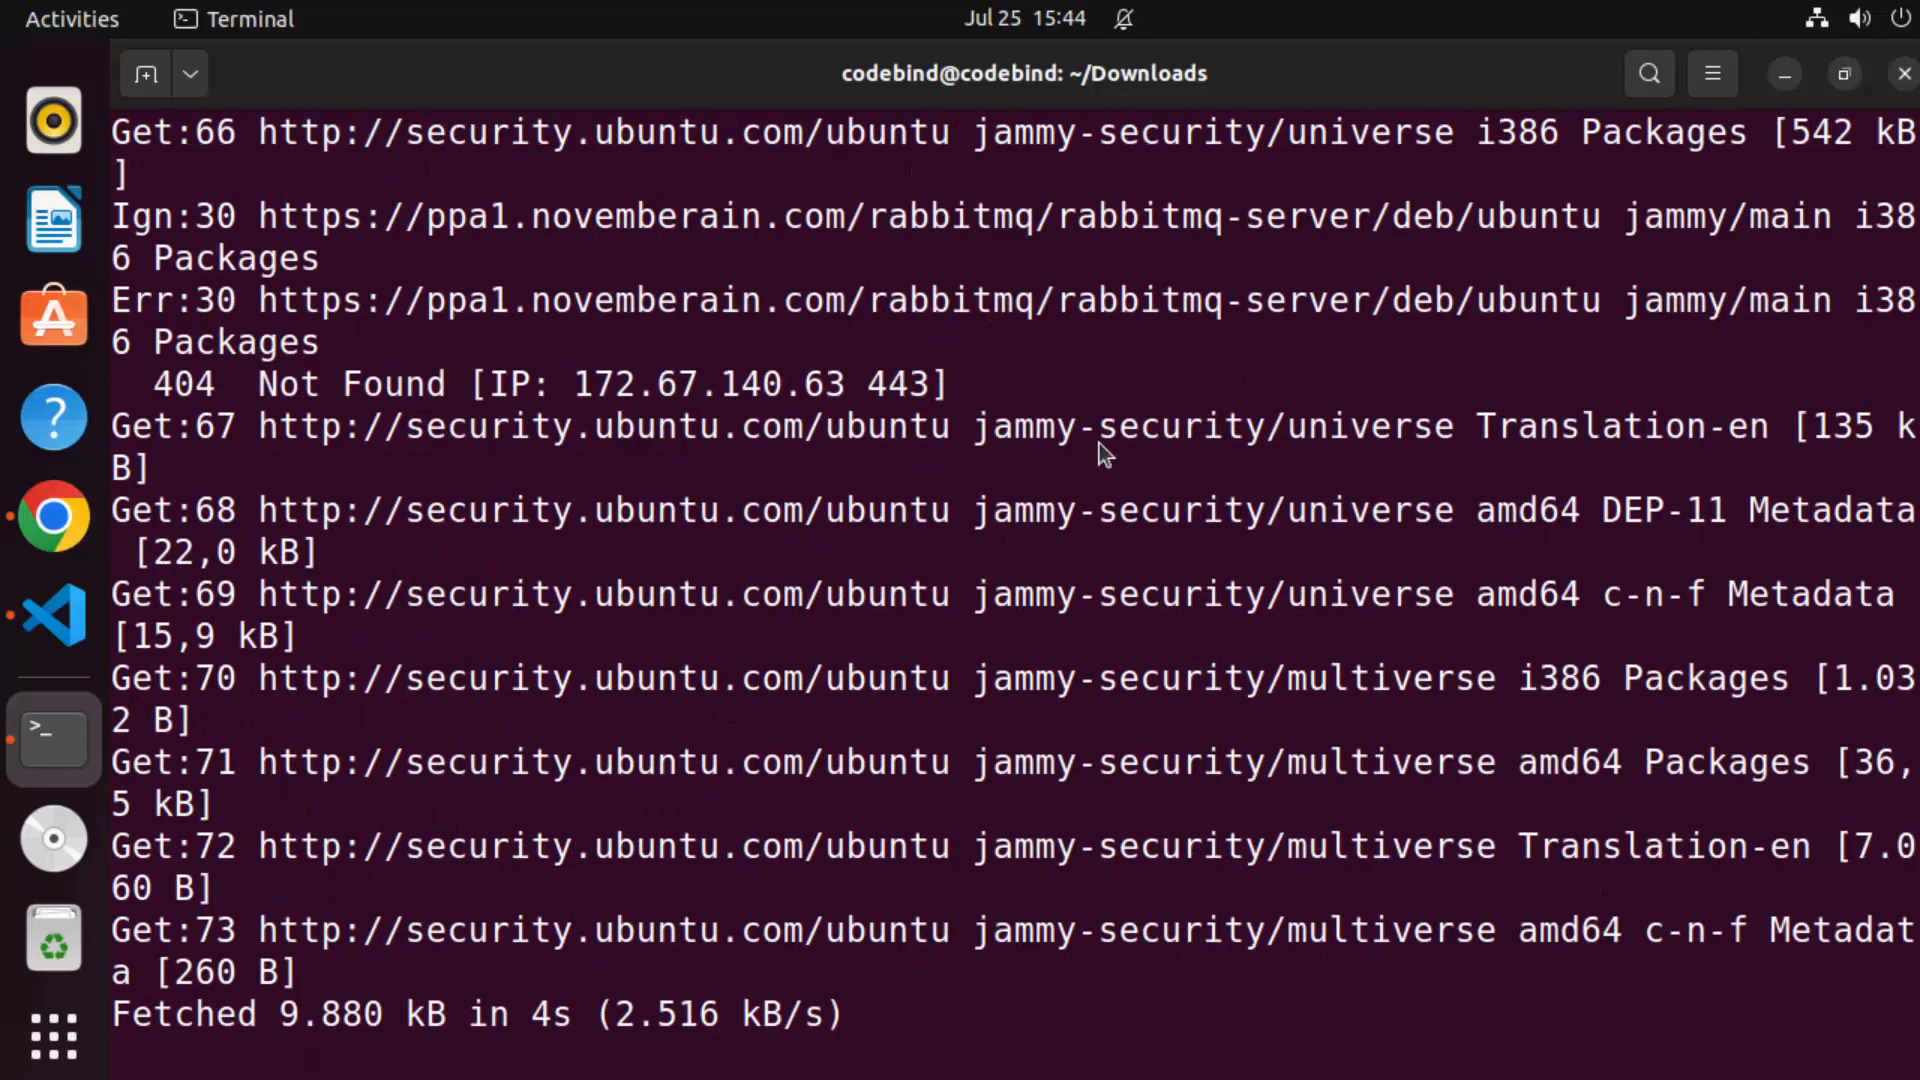 Activities Terminal Jul 25 15:44
codebind@codebind: ~/Downloads
Get:66 http://security.ubuntu.com/ubuntu jammy-security/universe i386 Packages [542 kB
]
Ign:30 https://ppa1.novemberain.com/rabbitmq/rabbitmq-server/deb/ubuntu jammy/main i38
6 Packages
Err:30 https://ppa1.novemberain.com/rabbitmq/rabbitmq-server/deb/ubuntu jammy/main i38
6 Packages
  404  Not Found [IP: 172.67.140.63 443]
Get:67 http://security.ubuntu.com/ubuntu jammy-security/universe Translation-en [135 k
B]
Get:68 http://security.ubuntu.com/ubuntu jammy-security/universe amd64 DEP-11 Metadata
 [22,0 kB]
Get:69 http://security.ubuntu.com/ubuntu jammy-security/universe amd64 c-n-f Metadata
[15,9 kB]
Get:70 http://security.ubuntu.com/ubuntu jammy-security/multiverse i386 Packages [1.03
2 B]
Get:71 http://security.ubuntu.com/ubuntu jammy-security/multiverse amd64 Packages [36,
5 kB]
Get:72 http://security.ubuntu.com/ubuntu jammy-security/multiverse Translation-en [7.0
60 B]
Get:73 http://security.ubuntu.com/ubuntu jammy-security/multiverse amd64 c-n-f Metadat
a [260 B]
Fetched 9.880 kB in 4s (2.516 kB/s)